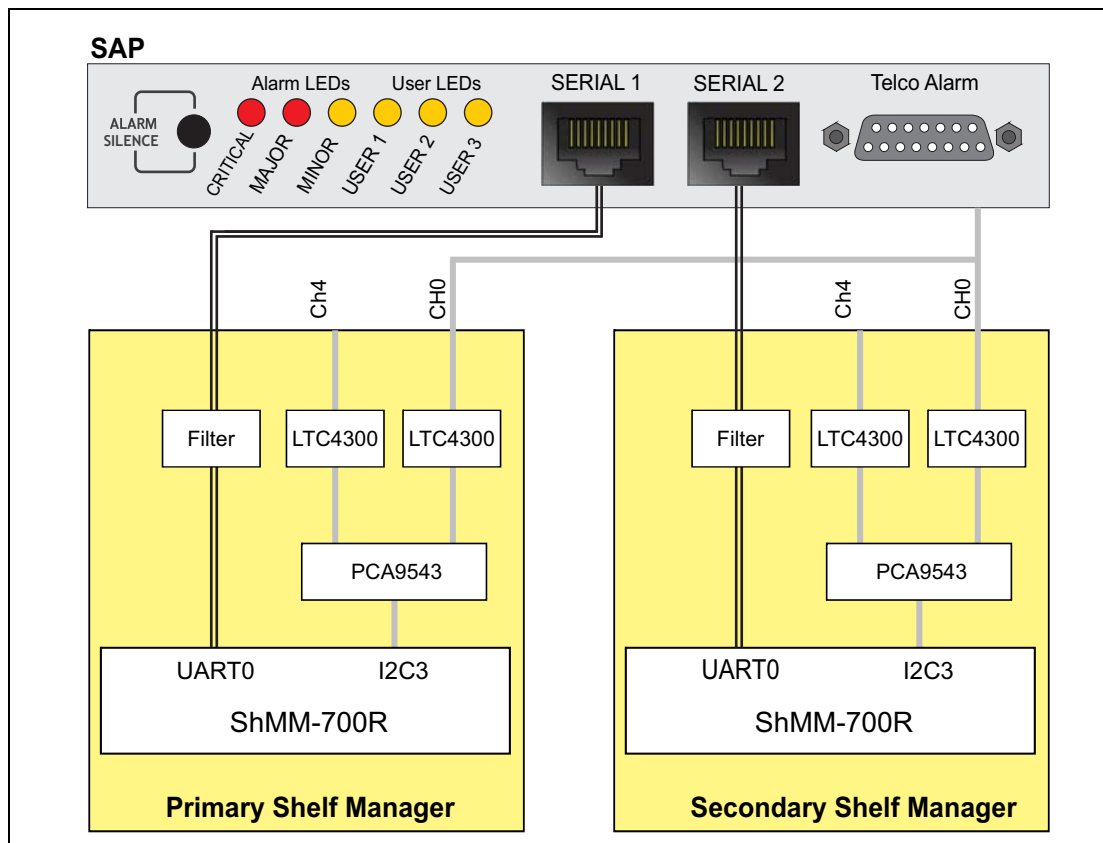 SAP
Alarm LEDs
User LEDs
SERIAL 1
SERIAL 2
Telco Alarm
ALARM
SILENCE
CRITICAL
MAJOR
MINOR
USER 1
USER 2
USER 3
Ch4
CH0
Ch4
CH0
Filter
LTC4300
LTC4300
Filter
LTC4300
LTC4300
PCA9543
PCA9543
UART0
I2C3
UART0
I2C3
ShMM-700R
ShMM-700R
Primary Shelf Manager
Secondary Shelf Manager